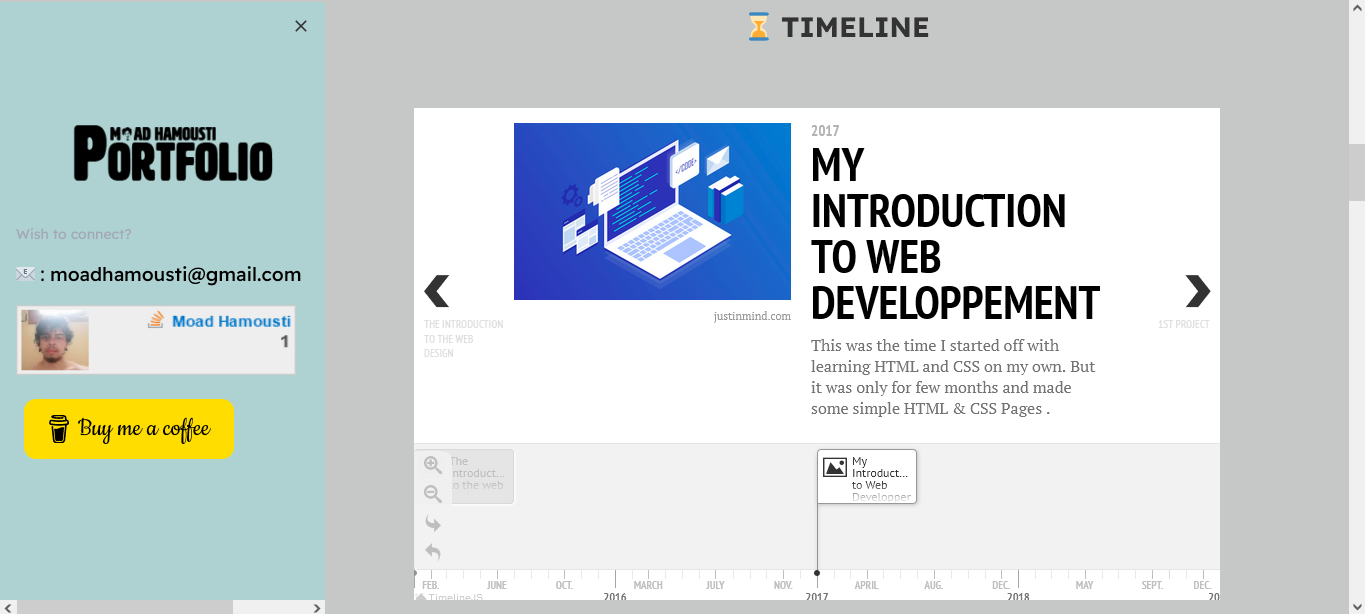 MOAD HAMOUSTI
PORTFOLIO
Wish to connect?
: moadhamousti@gmail.com
Moad Hamousti
1
Buy me a coffee
TIMELINE
</CODE>
justinmind.com
2017
MY
INTRODUCTION
TO WEB
DEVELOPPEMENT
This was the time I started off with
learning HTML and CSS on my own. But
it was only for few months and made
some simple HTML & CSS Pages .
THE INTRODUCTION
TO THE WEB
DESIGN
1ST PROJECT
The
introduct...
to the web
My
Introduct...
to Web
Developper
FEB. JUNE OCT. MARCH JULY NOV. APRIL AUG. DEC. MAY SEPT. DEC.
2016 2017 2018 20
TimelineJS